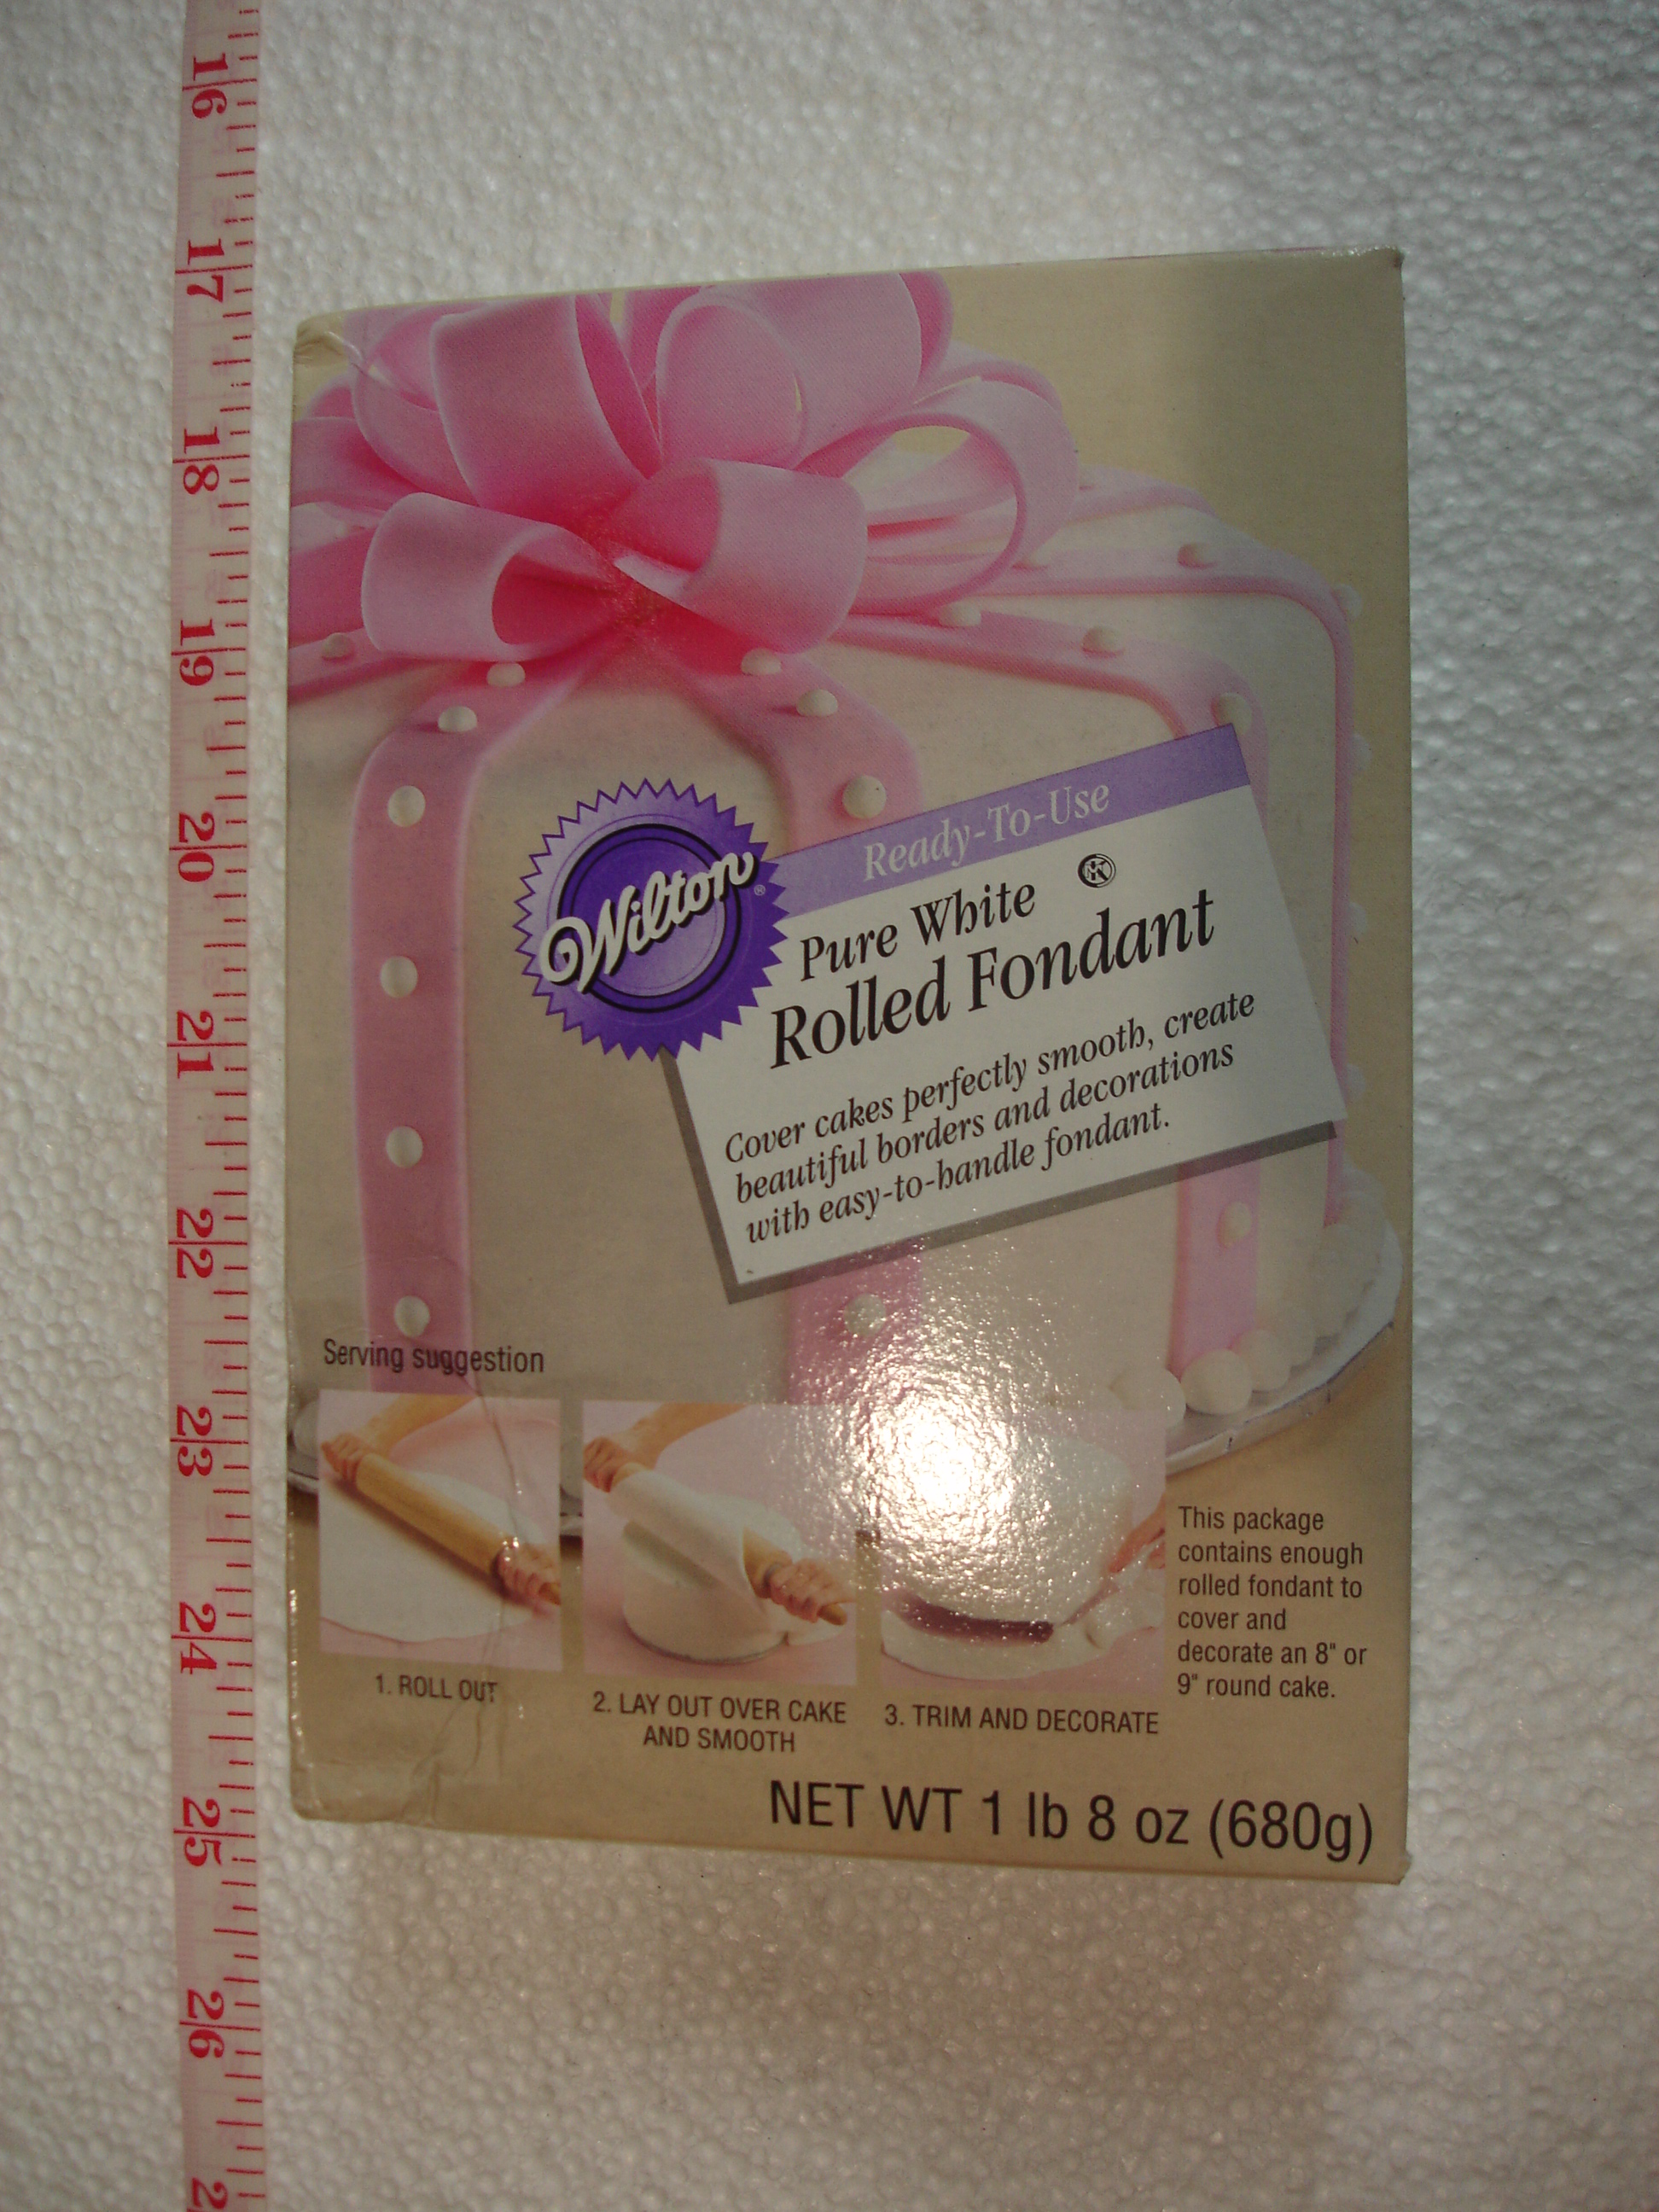 16
17
18
19
20
21
22
23
24
25
26
2
Wilton®
Ready-To-Use
Pure White
K
Rolled Fondant
Cover cakes perfectly smooth, create
beautiful borders and decorations
with easy-to-handle fondant.
Serving suggestion
1. ROLL OUT
2. LAY OUT OVER CAKE
AND SMOOTH
3. TRIM AND DECORATE
This package
contains enough
rolled fondant to
cover and
decorate an 8" or
9" round cake.
NET WT 1 lb 8 oz (680g)